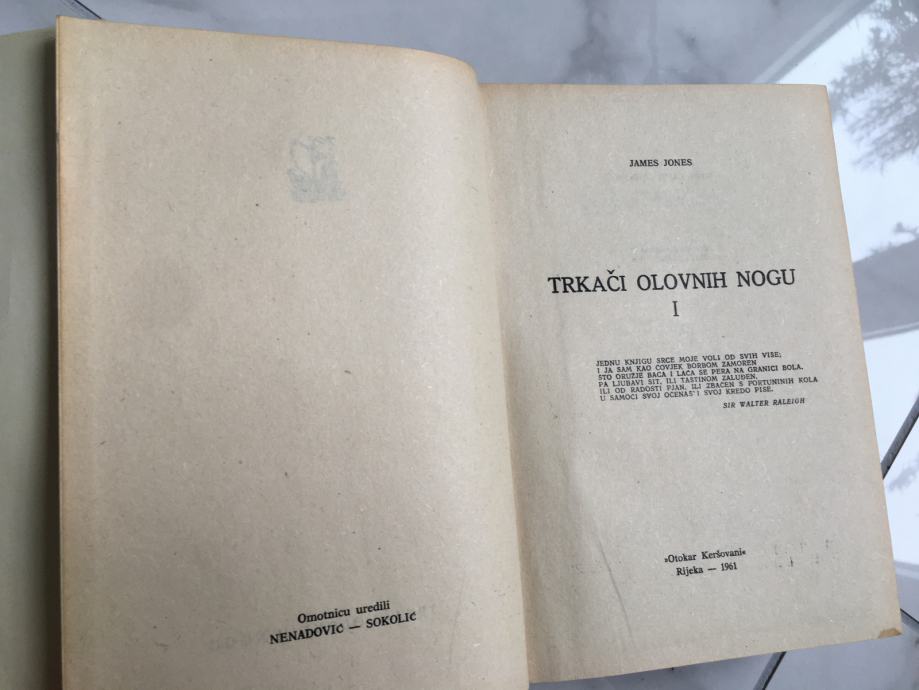 Omotnicu uredili
NENADOVIĆ — SOKOLIĆ
JAMES JONES
TRKAČI OLOVNIH NOGU
I
JEDNU KNJIGU SRCE MOJE VOLI OD SVIH VIŠE;
I JA SAM KAO ČOVJEK BORBOM ZAMOREN
ŠTO ORUŽJE BACA I LAĆA SE PERA NA GRANICI BOLA.
PA LJUBAVI SIT, ILI TAŠTINOM ZALUĐEN,
ILI OD RADOSTI PJAN, ILI ZBAČEN S FORTUNINIH KOLA
U SAMOĆI SVOJ OČENAŠ I SVOJ KREDO PIŠE.
SIR WALTER RALEIGH
»Otokar Keršovani«
Rijeka — 1961